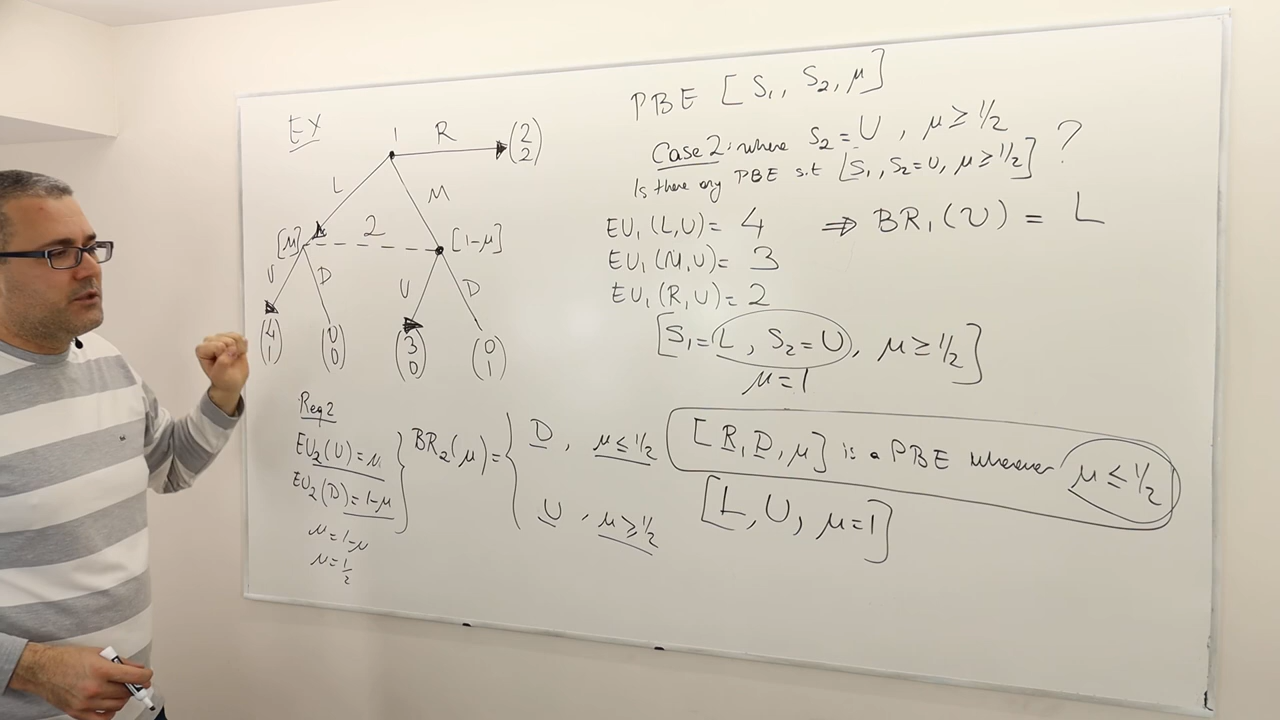 EX
1
R
(2 2)
L
M
[μ]
2
[1-μ]
U
D
U
D
(4 1)
(0 0)
(3 0)
(0 1)
Req 2
EU₂(U) = μ
EU₂(D) = 1-μ
μ = 1-μ
μ = 1/2
BR₂(μ) =
D, μ ≤ 1/2
U, μ ≥ 1/2
PBE [S₁, S₂, μ]
Case 2: where S₂ = U, μ ≥ 1/2
Is there any PBE s.t [S₁, S₂=U, μ ≥ 1/2] ?
EU₁(L,U) = 4 ⇒ BR₁(U) = L
EU₁(M,U) = 3
EU₁(R,U) = 2
[S₁=L, S₂=U, μ ≥ 1/2]
μ=1
[R, D, μ] is a PBE whenever μ ≤ 1/2
[L, U, μ=1]